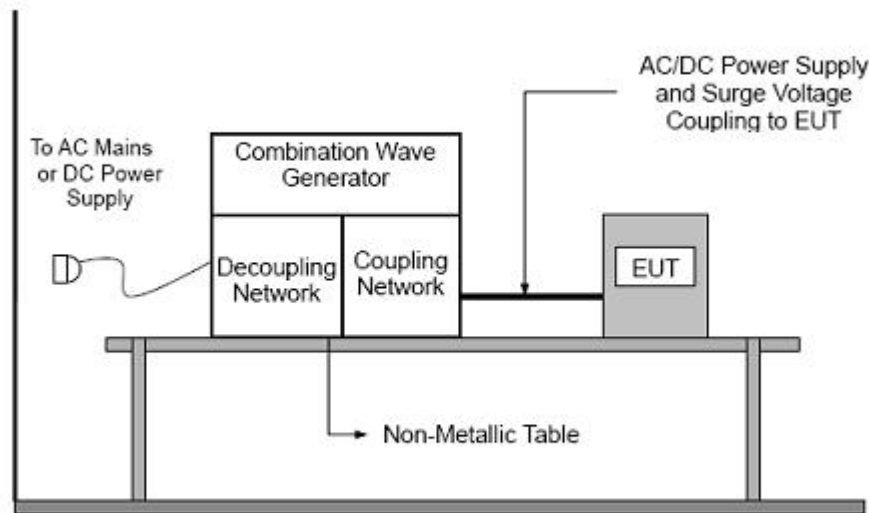 AC/DC Power Supply
and Surge Voltage
Coupling to EUT
To AC Mains
or DC Power
Supply
Combination Wave
Generator
Decoupling
Network
Coupling
Network
EUT
Non-Metallic Table